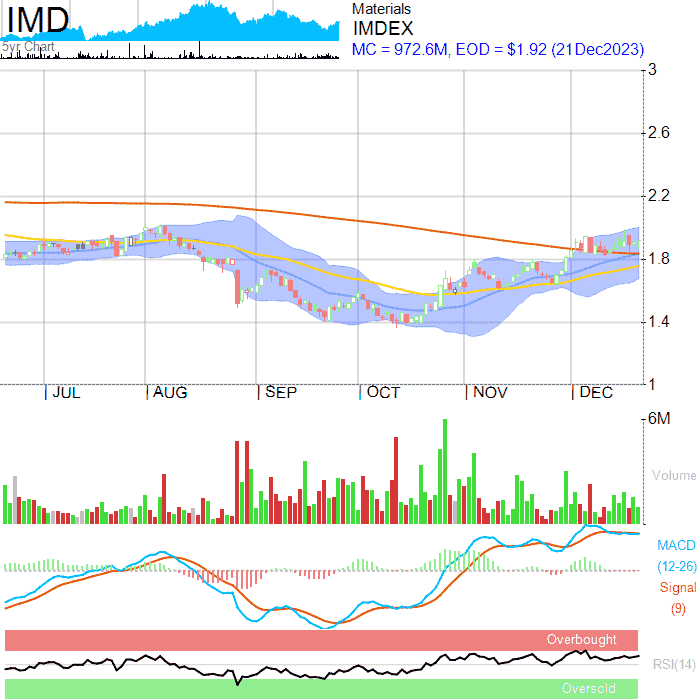 IMD
5yr Chart
Materials
IMDEX
MC = 972.6M, EOD = $1.92 (21Dec2023)
3
2.6
2.2
1.8
1.4
1
JUL AUG SEP OCT NOV DEC
6M
Volume
MACD
(12-26)
Signal
(9)
Overbought
RSI(14)
Oversold